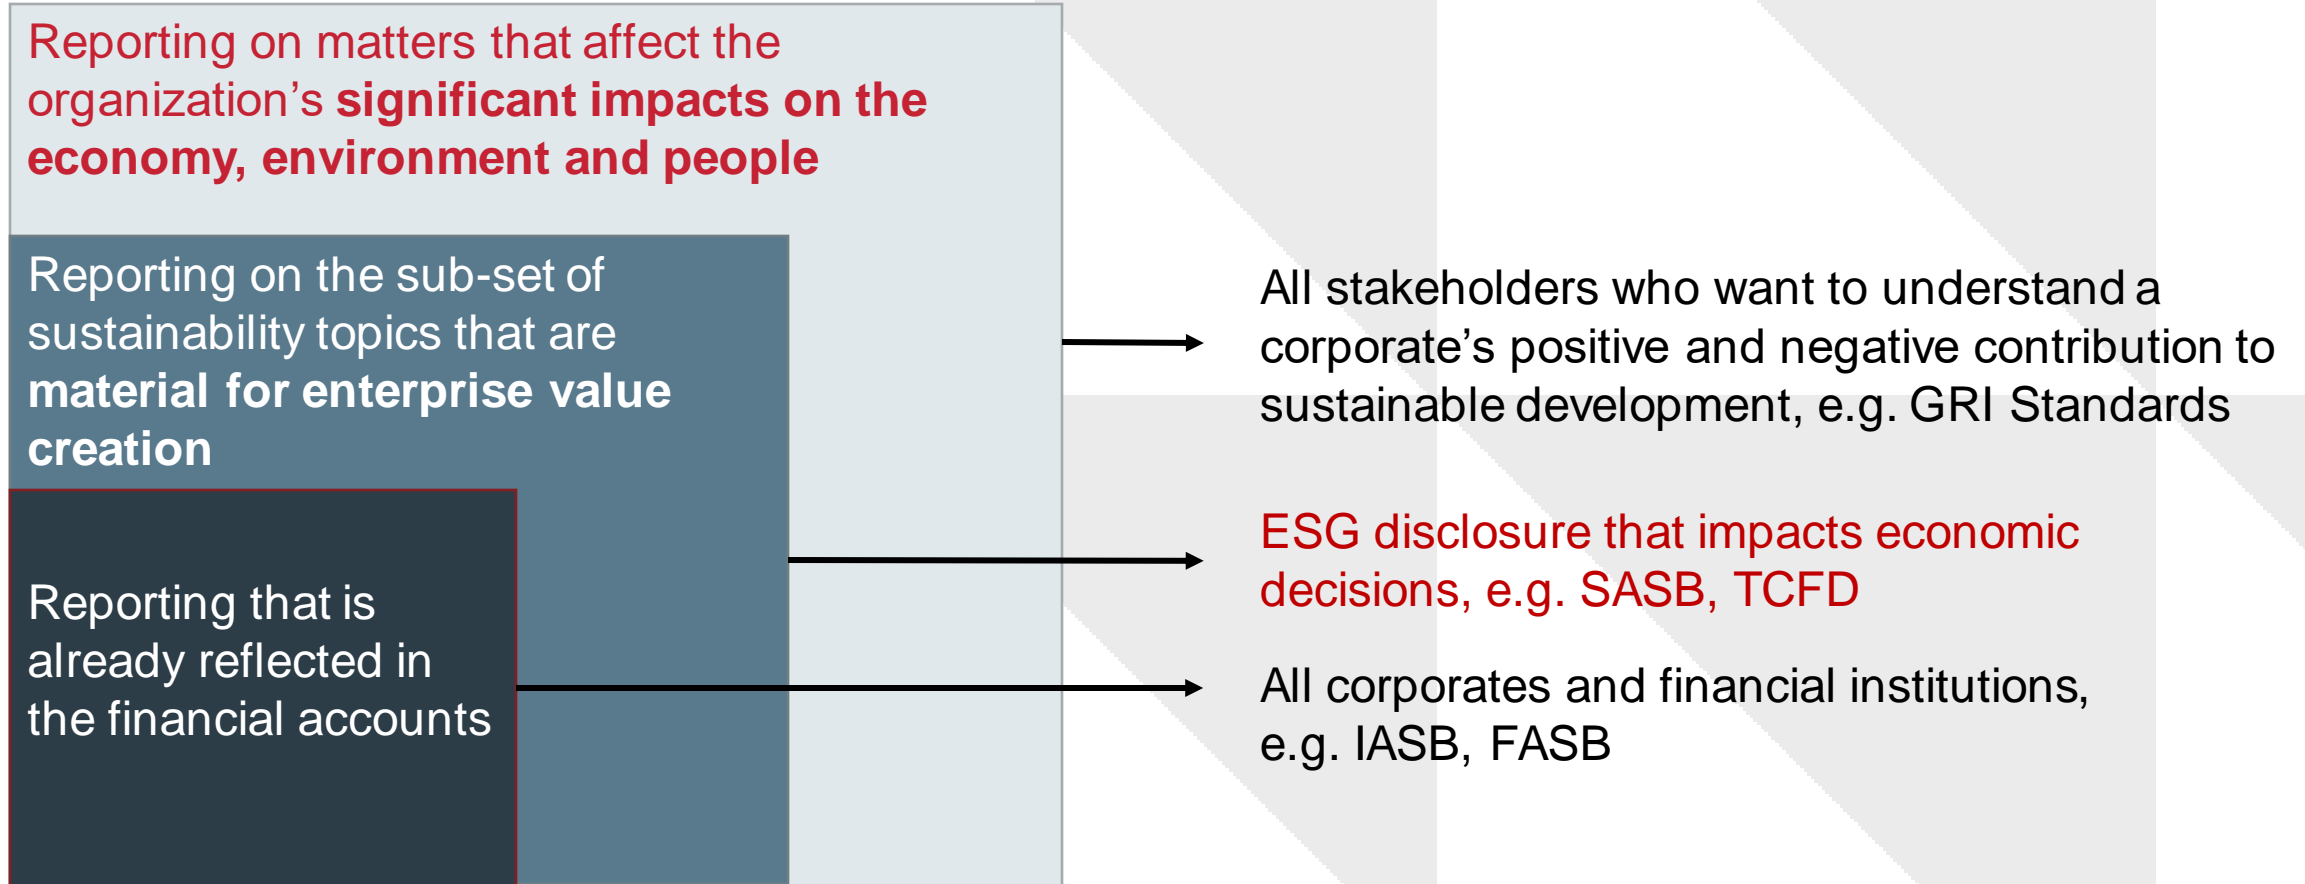 Reporting on matters that affect the
organization’s significant impacts on the
economy, environment and people
Reporting on the sub-set of
sustainability topics that are
material for enterprise value
creation
Reporting that is
already reflected in
the financial accounts
All stakeholders who want to understand a
corporate’s positive and negative contribution to
sustainable development, e.g. GRI Standards
ESG disclosure that impacts economic
decisions, e.g. SASB, TCFD
All corporates and financial institutions,
e.g. IASB, FASB